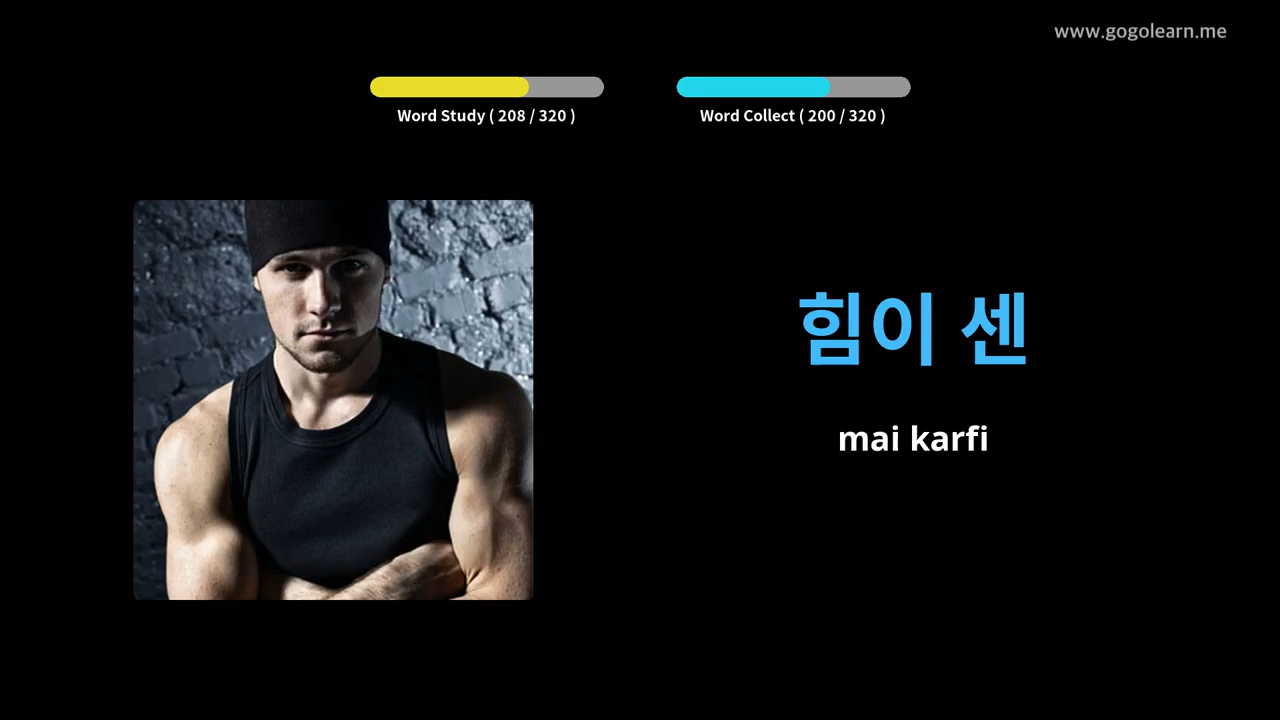 www.gogolearn.me
Word Study ( 208 / 320 )
Word Collect ( 200 / 320 )
힘이 센
mai karfi